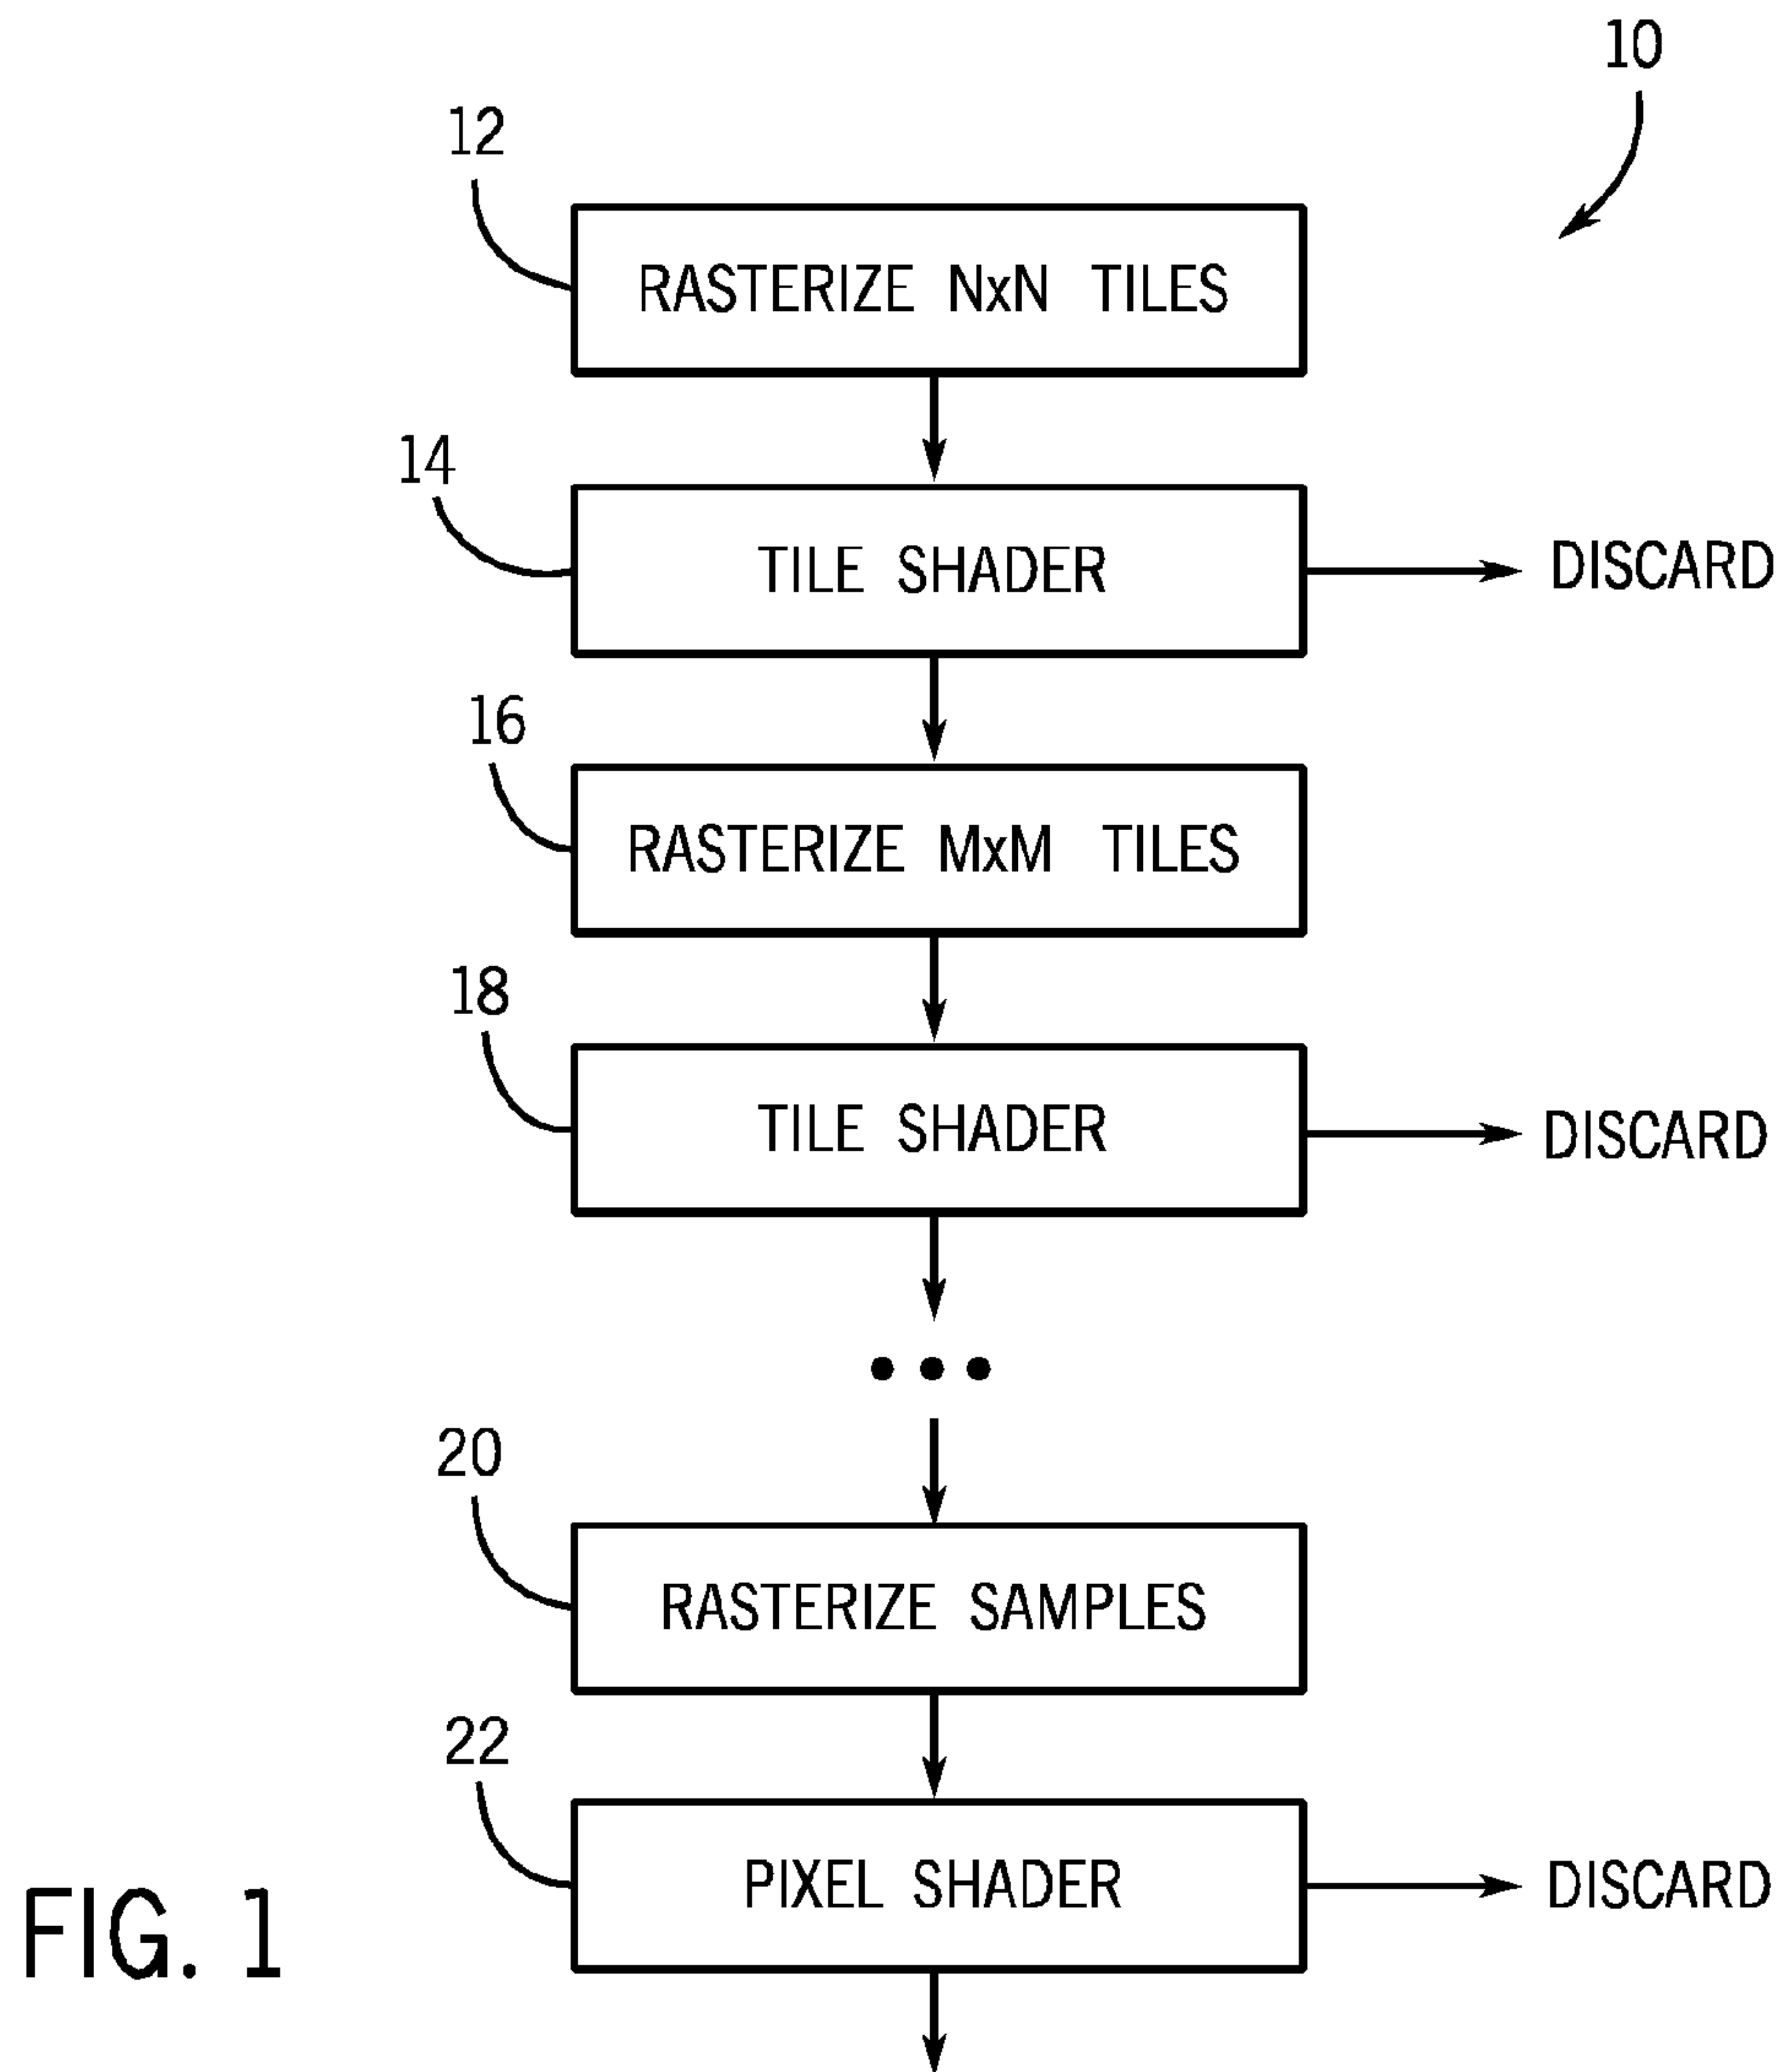 10
12
RASTERIZE NxN TILES
14
TILE SHADER
DISCARD
16
RASTERIZE MxM TILES
18
TILE SHADER
DISCARD
•••
20
RASTERIZE SAMPLES
22
PIXEL SHADER
DISCARD
FIG. 1